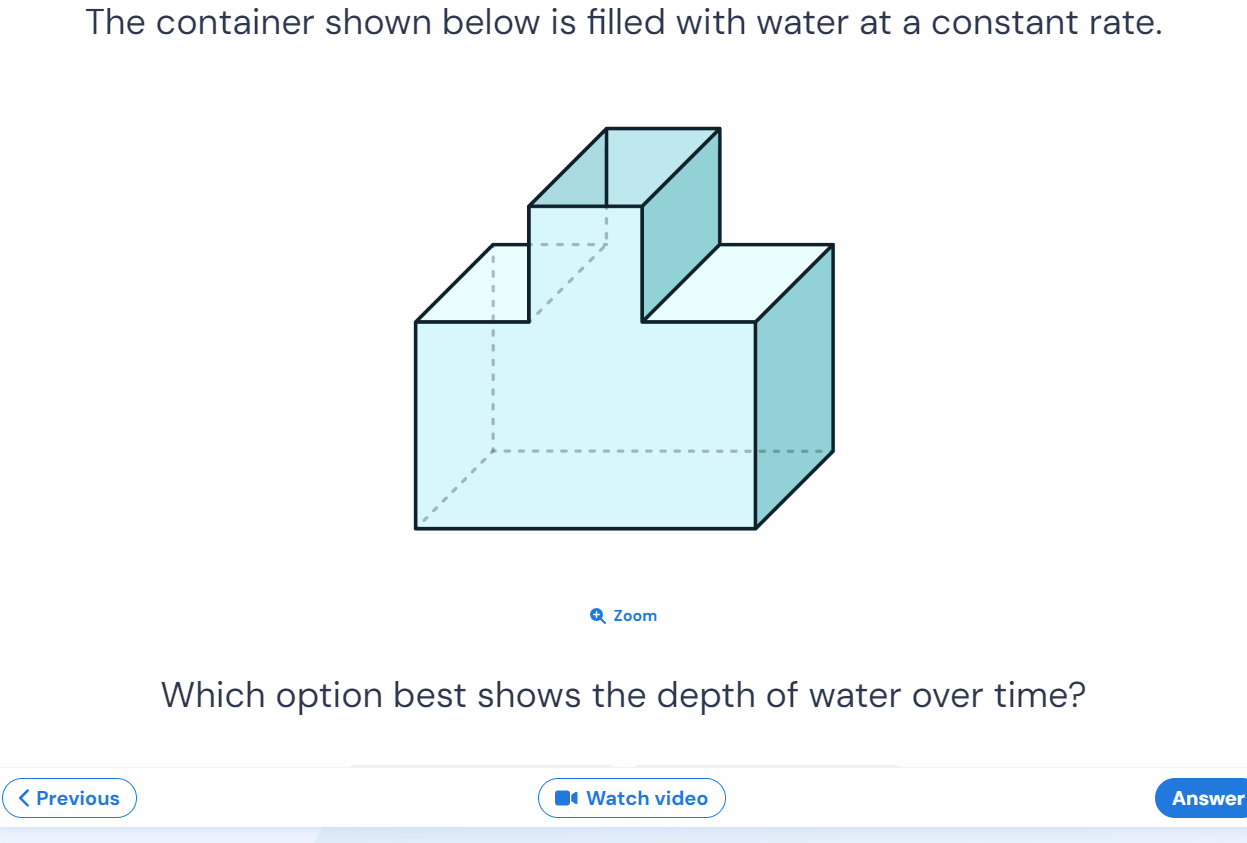 The container shown below is filled with water at a constant rate.
Zoom
Which option best shows the depth of water over time?
Previous
Watch video
Answer